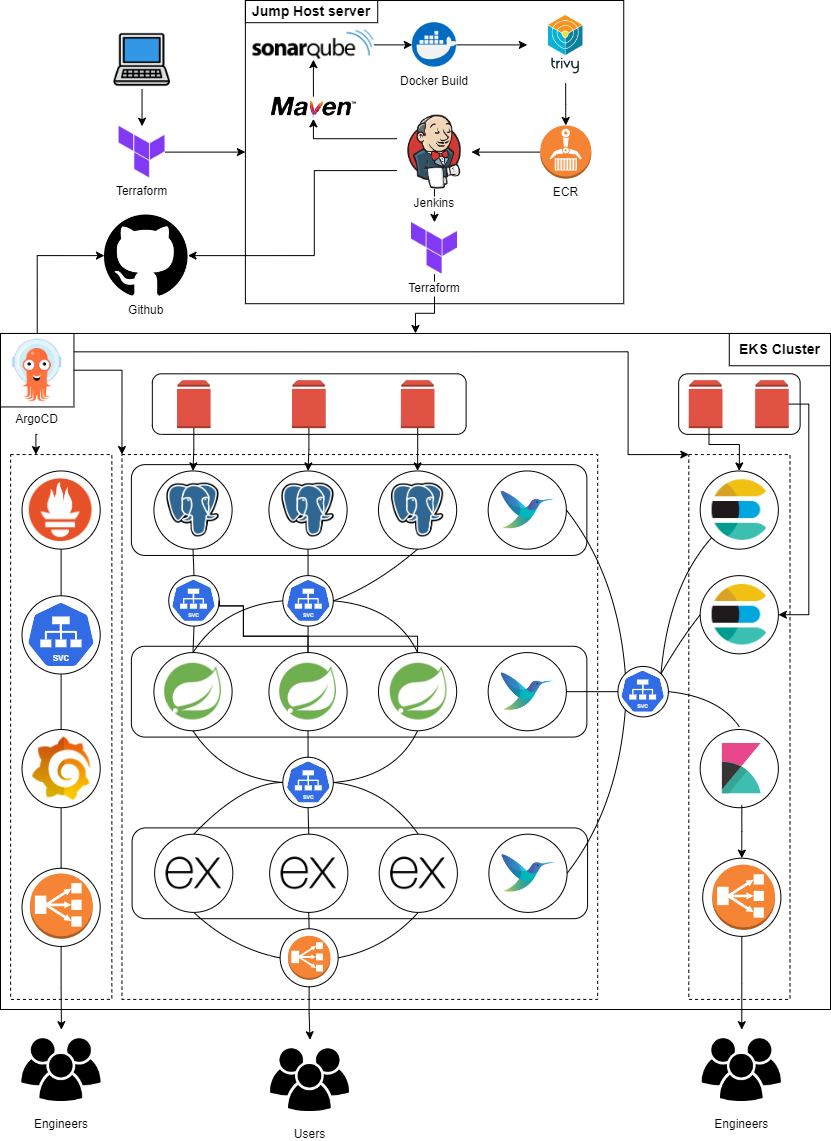 Jump Host server
sonarqube
Docker Build
trivy
Maven™
Terraform
Jenkins
ECR
Github
Terraform
EKS Cluster
ArgoCD
svc
svc
svc
svc
svc
ex
ex
ex
Engineers
Users
Engineers